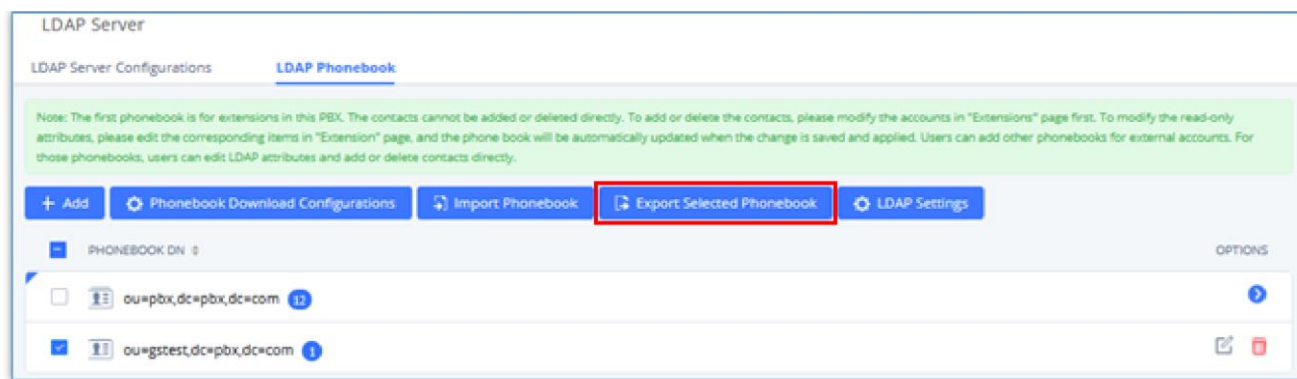 LDAP Server
LDAP Server Configurations LDAP Phonebook
Note: The first phonebook is for extensions in this PBX. The contacts cannot be added or deleted directly. To add or delete the contacts, please modify the accounts in "Extensions" page first. To modify the read-only
attributes, please edit the corresponding items in "Extension" page, and the phone book will be automatically updated when the change is saved and applied. Users can add other phonebooks for external accounts. For
those phonebooks, users can edit LDAP attributes and add or delete contacts directly.
+ Add Phonebook Download Configurations Import Phonebook Export Selected Phonebook LDAP Settings
PHONEBOOK DN OPTIONS
ou=pbx,dc=pbx,dc=com 12
ou=gstest,dc=pbx,dc=com 1